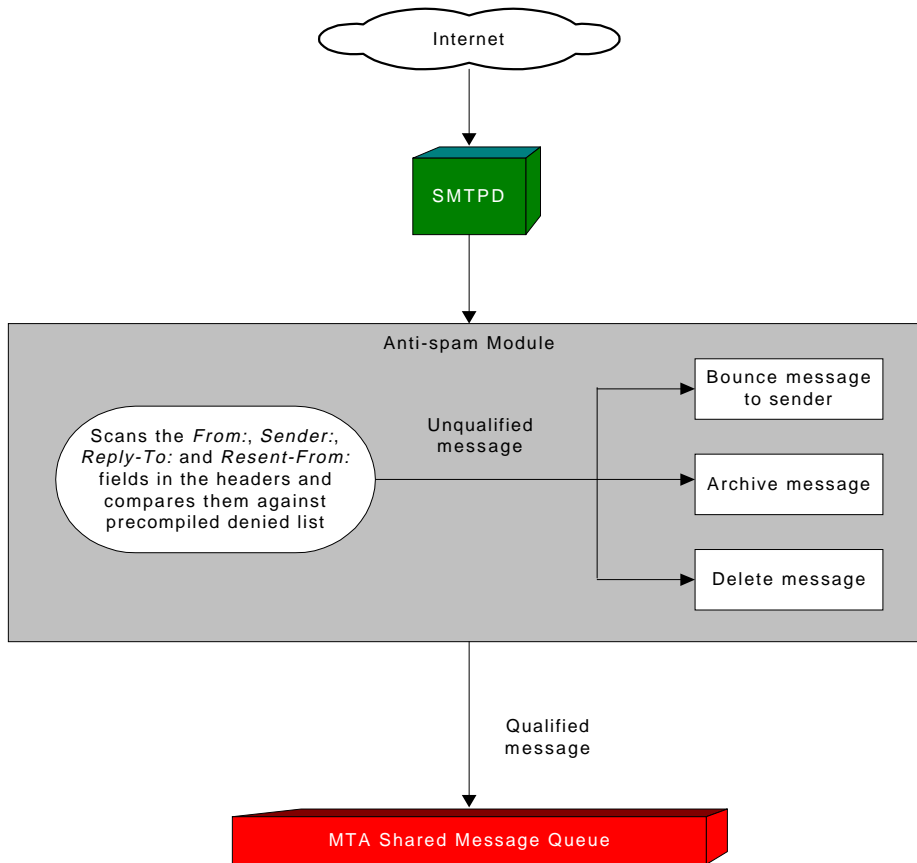 Internet
SMTPD
Anti-spam Module
Scans the From:, Sender:,
Reply-To: and Resent-From:
fields in the headers and
compares them against
precompiled denied list
Unqualified
message
Bounce message
to sender
Archive message
Delete message
Qualified
message
MTA Shared Message Queue